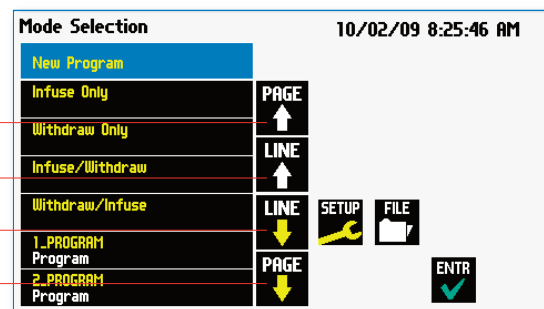 Mode Selection
10/02/09 8:25:46 AM
New Program
Infuse Only
Withdraw Only
Infuse/Withdraw
Withdraw/Infuse
1_PROGRAM
Program
2_PROGRAM
Program
PAGE
LINE
LINE
PAGE
SETUP
FILE
ENTR